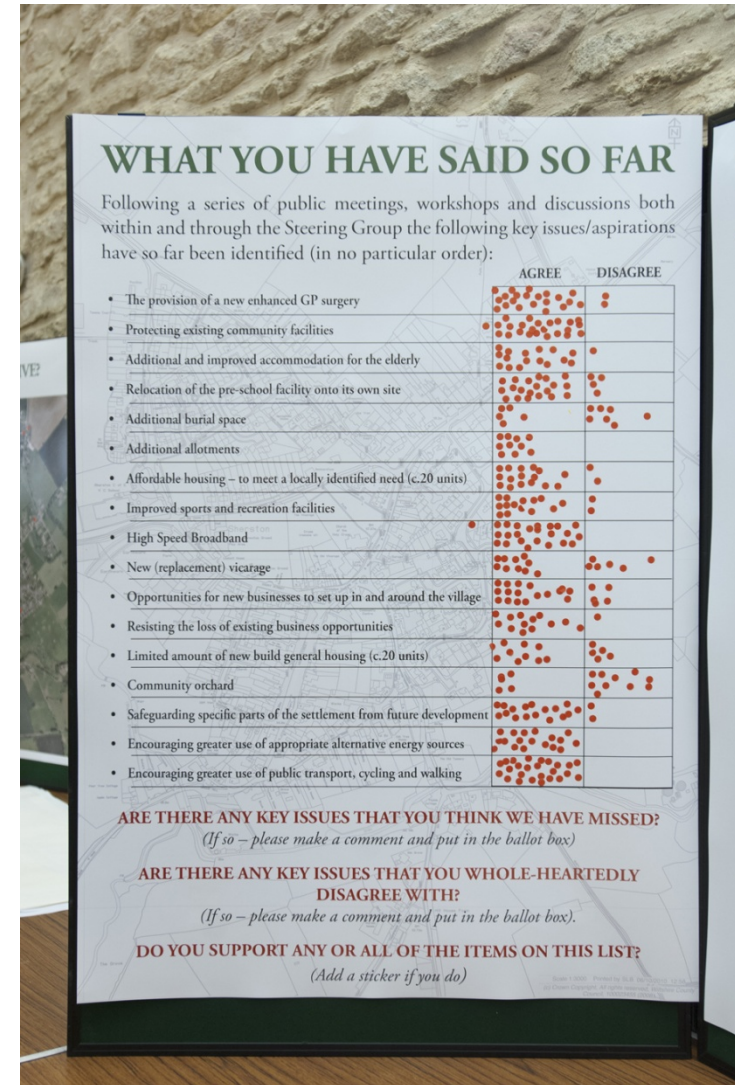 WHAT YOU HAVE SAID SO FAR
Following a series of public meetings, workshops and discussions both
within and through the Steering Group the following key issues/aspirations
have so far been identified (in no particular order):
AGREE DISAGREE
• The provision of a new enhanced GP surgery
• Protecting existing community facilities
• Additional and improved accommodation for the elderly
• Relocation of the pre-school facility onto its own site
• Additional burial space
• Additional allotments
• Affordable housing – to meet a locally identified need (c.20 units)
• Improved sports and recreation facilities
• High Speed Broadband
• New (replacement) vicarage
• Opportunities for new businesses to set up in and around the village
• Resisting the loss of existing business opportunities
• Limited amount of new build general housing (c.20 units)
• Community orchard
• Safeguarding specific parts of the settlement from future development
• Encouraging greater use of appropriate alternative energy sources
• Encouraging greater use of public transport, cycling and walking
ARE THERE ANY KEY ISSUES THAT YOU THINK WE HAVE MISSED?
(If so – please make a comment and put in the ballot box)
ARE THERE ANY KEY ISSUES THAT YOU WHOLE-HEARTEDLY
DISAGREE WITH?
(If so – please make a comment and put in the ballot box).
DO YOU SUPPORT ANY OR ALL OF THE ITEMS ON THIS LIST?
(Add a sticker if you do)